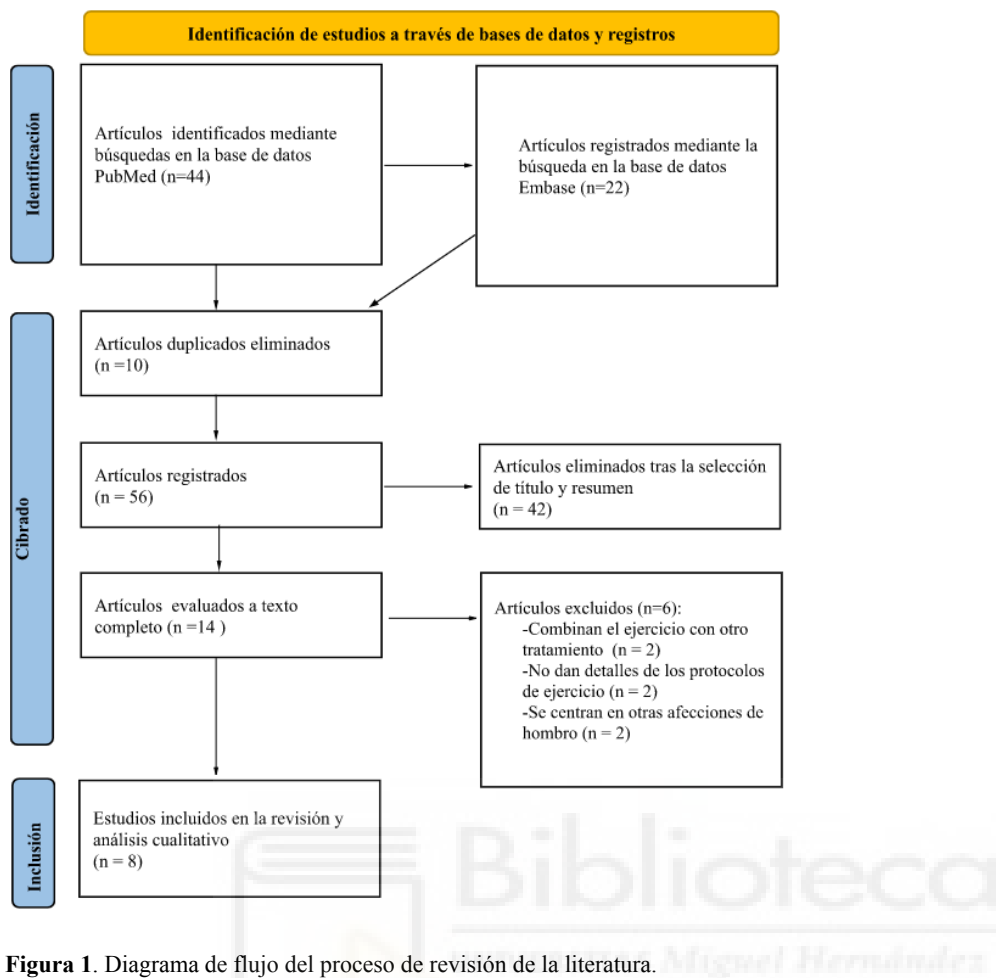 Identificación de estudios a través de bases de datos y registros
Identificación
Artículos identificados mediante
búsquedas en la base de datos
PubMed (n=44)
Artículos registrados mediante la
búsqueda en la base de datos
Embase (n=22)
Cibrado
Artículos duplicados eliminados
(n =10)
Artículos registrados
(n = 56)
Artículos eliminados tras la selección
de título y resumen
(n = 42)
Artículos evaluados a texto
completo (n =14 )
Artículos excluidos (n=6):
-Combinan el ejercicio con otro
tratamiento (n = 2)
-No dan detalles de los protocolos
de ejercicio (n = 2)
-Se centran en otras afecciones de
hombro (n = 2)
Inclusión
Estudios incluidos en la revisión y
análisis cualitativo
(n = 8)
Biblioteca
Miguel Hernández
Figura 1. Diagrama de flujo del proceso de revisión de la literatura.